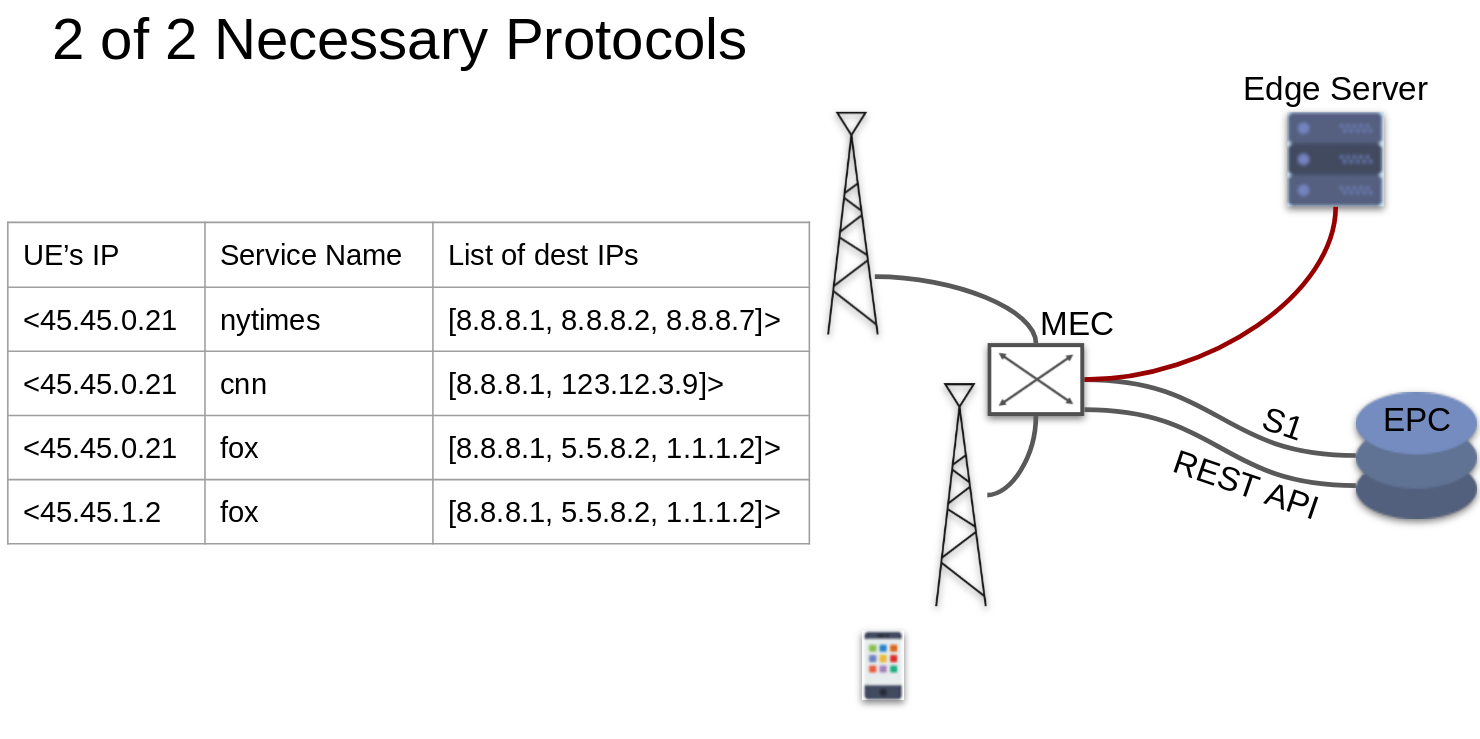 2 of 2 Necessary Protocols
Edge Server
UE’s IP Service Name List of dest IPs
<45.45.0.21 nytimes [8.8.8.1, 8.8.8.2, 8.8.8.7]>
<45.45.0.21 cnn [8.8.8.1, 123.12.3.9]>
<45.45.0.21 fox [8.8.8.1, 5.5.8.2, 1.1.1.2]>
<45.45.1.2 fox [8.8.8.1, 5.5.8.2, 1.1.1.2]>
MEC
S1
EPC
REST API